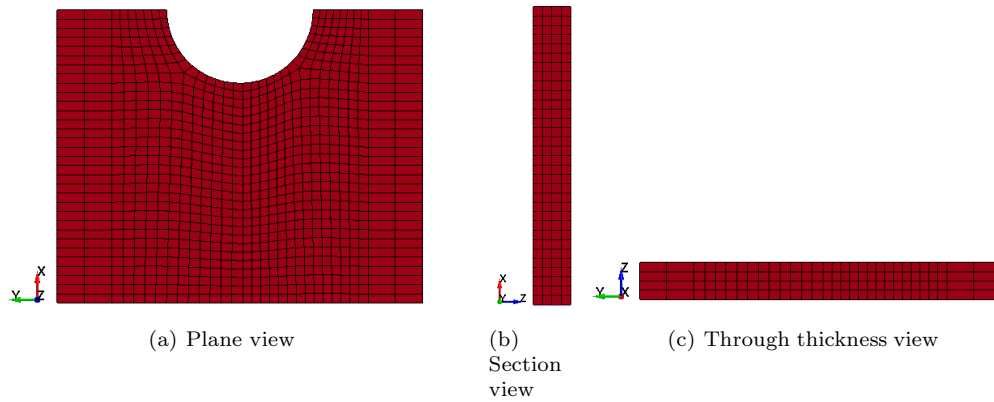 X
Y Z
(a) Plane view
X
Y Z
(b)
Section
view
Z
Y X
(c) Through thickness view